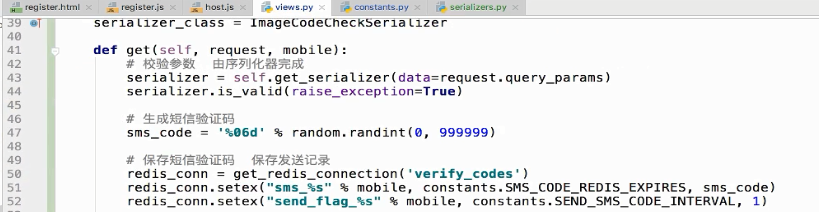 register.html register.js host.js views.py constants.py serializers.py
39 serializer_class = ImageCodeCheckSerializer
40
41 def get(self, request, mobile):
42 # 校验参数 由序列化器完成
43 serializer = self.get_serializer(data=request.query_params)
44 serializer.is_valid(raise_exception=True)
45
46 # 生成短信验证码
47 sms_code = '%06d' % random.randint(0, 999999)
48
49 # 保存短信验证码 保存发送记录
50 redis_conn = get_redis_connection('verify_codes')
51 redis_conn.setex("sms_%s" % mobile, constants.SMS_CODE_REDIS_EXPIRES, sms_code)
52 redis_conn.setex("send_flag_%s" % mobile, constants.SEND_SMS_CODE_INTERVAL, 1)